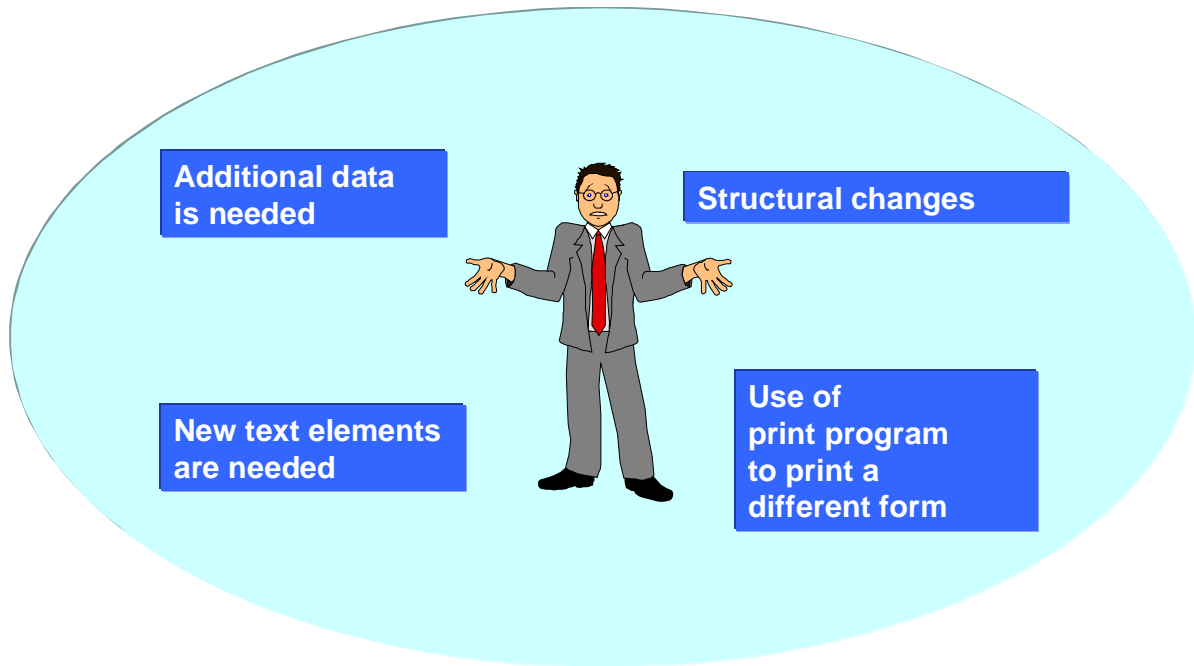 Additional data
is needed
Structural changes
New text elements
are needed
Use of
print program
to print a
different form